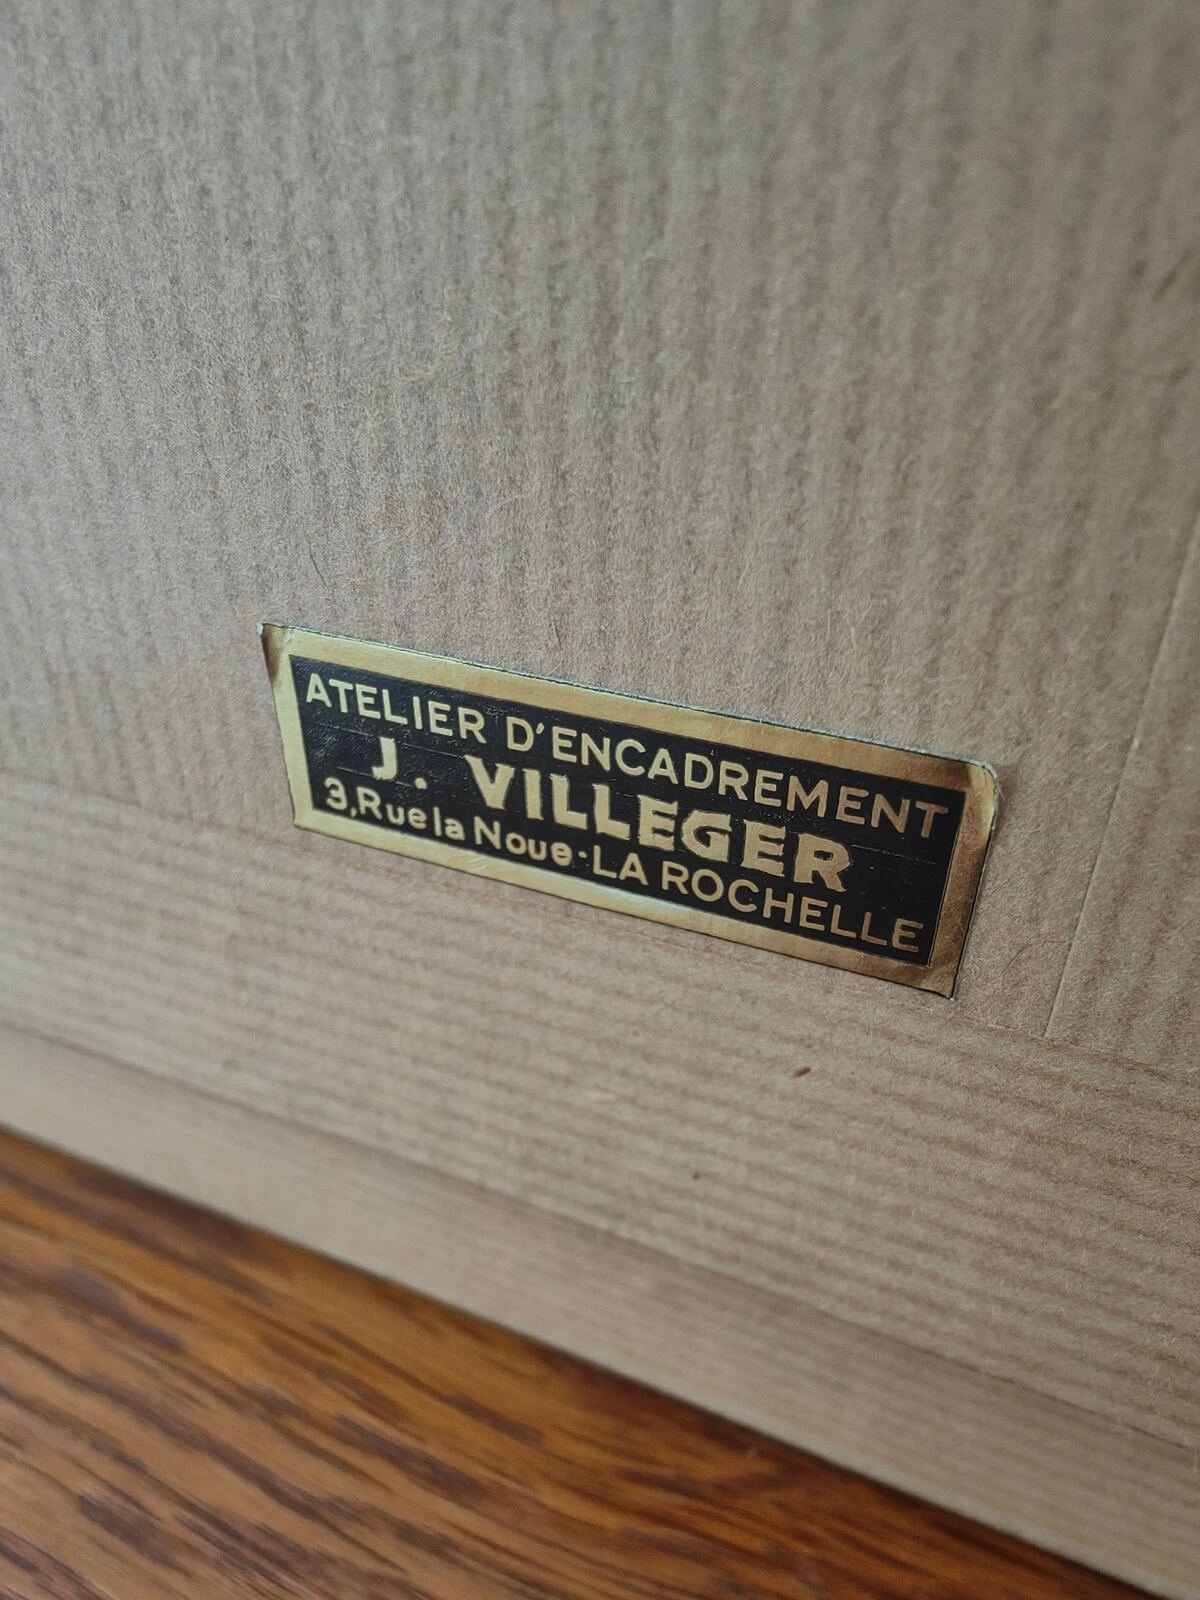 ATELIER D'ENCADREMENT
J. VILLEGER
3, Rue la Noue · LA ROCHELLE